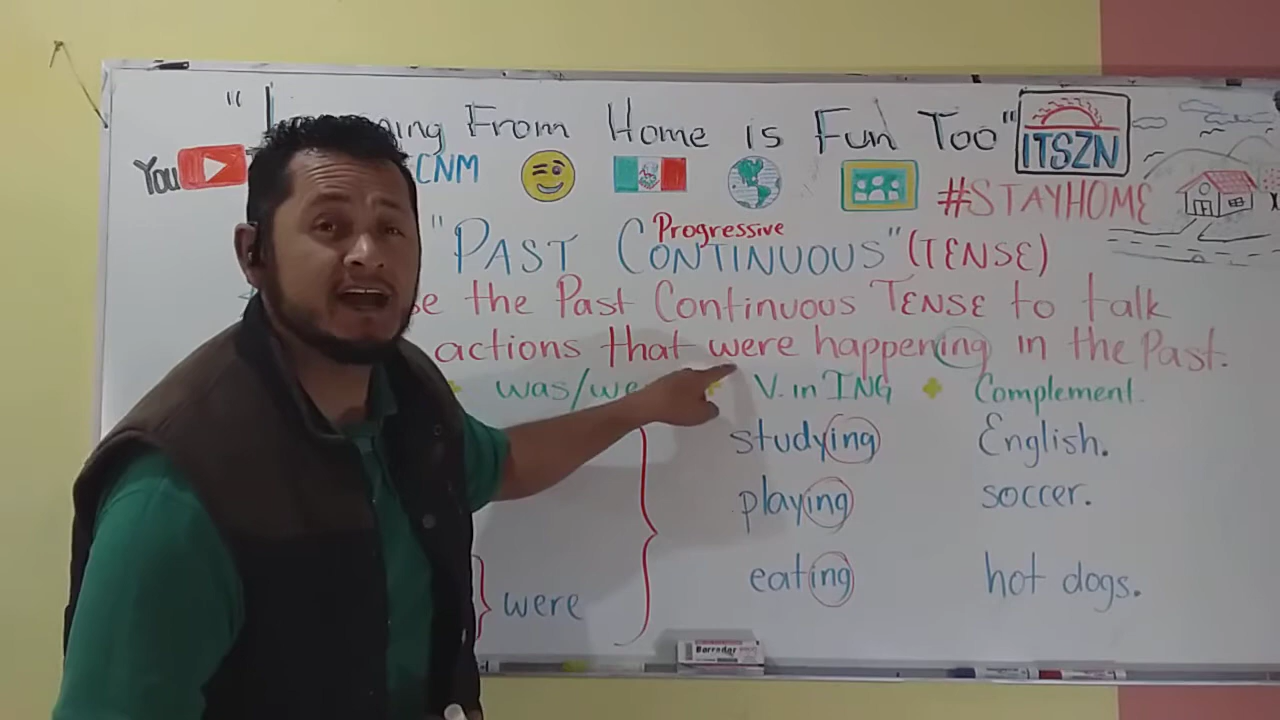 "L ning From Home is Fun Too" ITSZN
You CNM #STAYHOME
Progressive
"PAST CONTINUOUS" (TENSE)
the Past Continuous TENSE to talk
actions that were happening in the Past.
was/we V. in ING Complement.
studying English.
playing soccer.
eating hot dogs.
were
Borrador